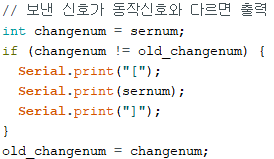 // 보낸 신호가 동작신호와 다르면 출력
int changenum = sernum;
if (changenum != old_changenum) {
  Serial.print("[");
  Serial.print(sernum);
  Serial.print("]");
}
old_changenum = changenum;